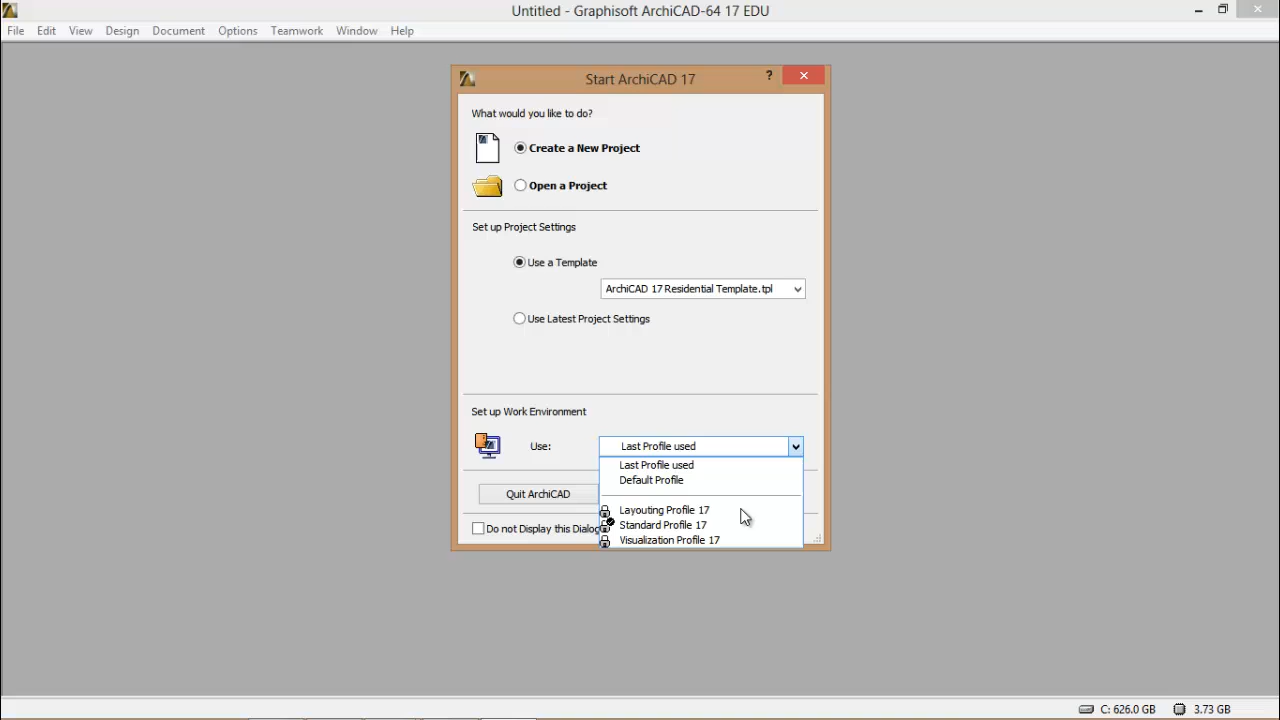 Untitled - Graphisoft ArchiCAD-64 17 EDU
File Edit View Design Document Options Teamwork Window Help
Start ArchiCAD 17
?
What would you like to do?
Create a New Project
Open a Project
Set up Project Settings
Use a Template
ArchiCAD 17 Residential Template.tpl
Use Latest Project Settings
Set up Work Environment
Use: Last Profile used
Last Profile used
Default Profile
Quit ArchiCAD
Layouting Profile 17
Standard Profile 17
Do not Display this Dialog
Visualization Profile 17
C: 626.0 GB 3.73 GB